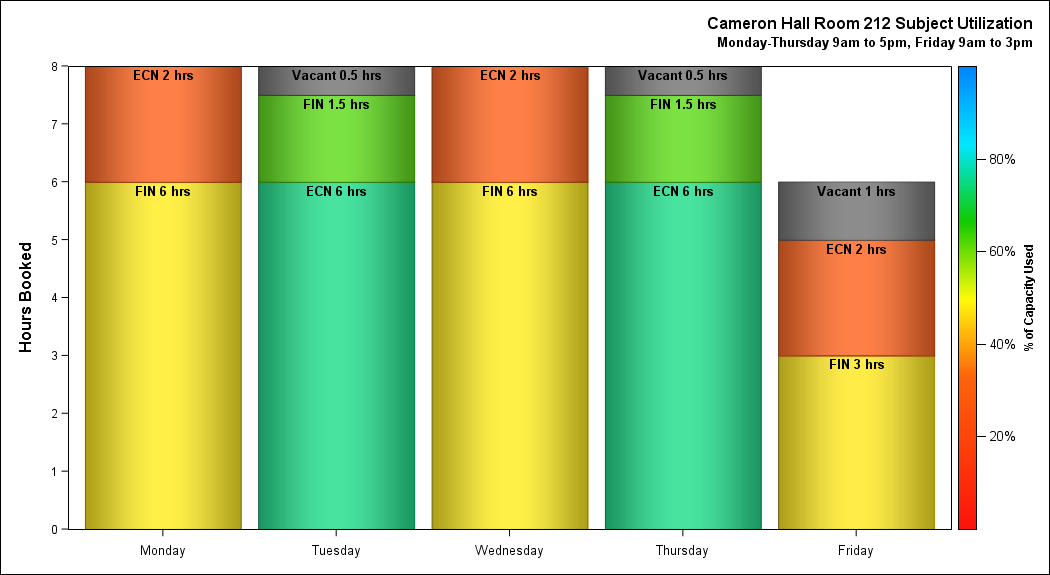 Cameron Hall Room 212 Subject Utilization
Monday-Thursday 9am to 5pm, Friday 9am to 3pm
Hours Booked
8
7
6
5
4
3
2
1
0
ECN 2 hrs
FIN 6 hrs
Vacant 0.5 hrs
FIN 1.5 hrs
ECN 6 hrs
ECN 2 hrs
FIN 6 hrs
Vacant 0.5 hrs
FIN 1.5 hrs
ECN 6 hrs
Vacant 1 hrs
ECN 2 hrs
FIN 3 hrs
Monday
Tuesday
Wednesday
Thursday
Friday
80%
60%
40%
20%
% of Capacity Used